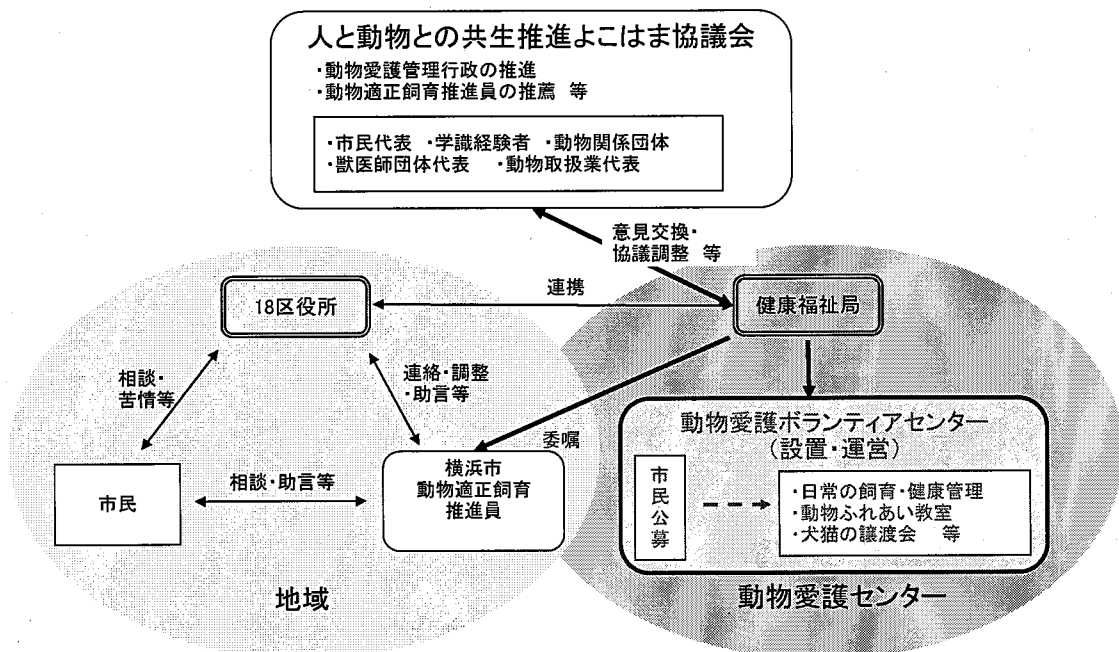 人と動物との共生推進よこはま協議会
・動物愛護管理行政の推進
・動物適正飼育推進員の推薦 等
・市民代表 ・学識経験者 ・動物関係団体
・獣医師団体代表 ・動物取扱業代表
意見交換・
協議調整 等
18区役所
連携
健康福祉局
相談・
苦情等
連絡・調整
・助言等
委嘱
市民
相談・助言等
横浜市
動物適正飼育
推進員
動物愛護ボランティアセンター
(設置・運営)
市民公募
・日常の飼育・健康管理
・動物ふれあい教室
・犬猫の譲渡会 等
地域
動物愛護センター